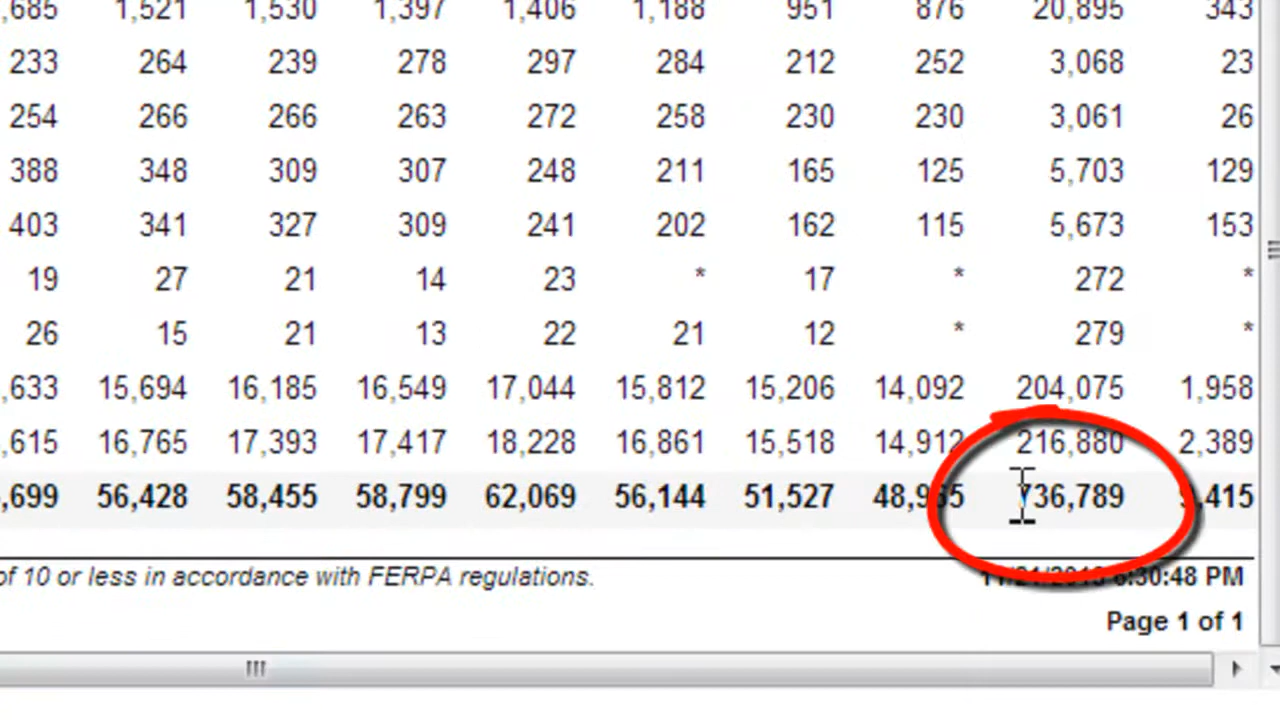 ,685 1,521 1,530 1,397 1,406 1,188 951 876 20,895 343
233 264 239 278 297 284 212 252 3,068 23
254 266 266 263 272 258 230 230 3,061 26
388 348 309 307 248 211 165 125 5,703 129
403 341 327 309 241 202 162 115 5,673 153
19 27 21 14 23 * 17 * 272 *
26 15 21 13 22 21 12 * 279 *
,633 15,694 16,185 16,549 17,044 15,812 15,206 14,092 204,075 1,958
,615 16,765 17,393 17,417 18,228 16,861 15,518 14,912 216,880 2,389
,699 56,428 58,455 58,799 62,069 56,144 51,527 736,789
of 10 or less in accordance with FERPA regulations. PM
Page 1 of 1